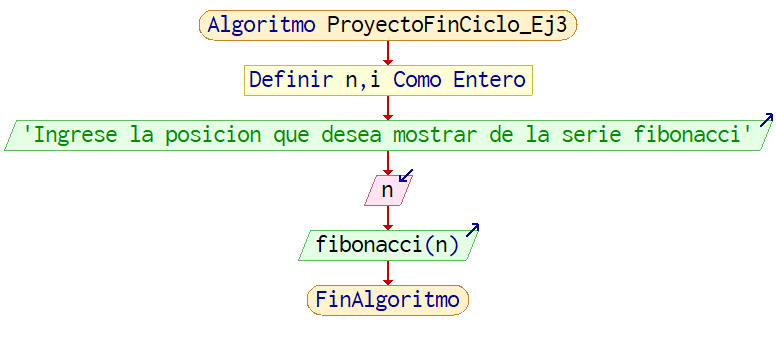 Algoritmo ProyectoFinCiclo_Ej3
Definir n,i Como Entero
'Ingrese la posicion que desea mostrar de la serie fibonacci'
n
fibonacci(n)
FinAlgoritmo